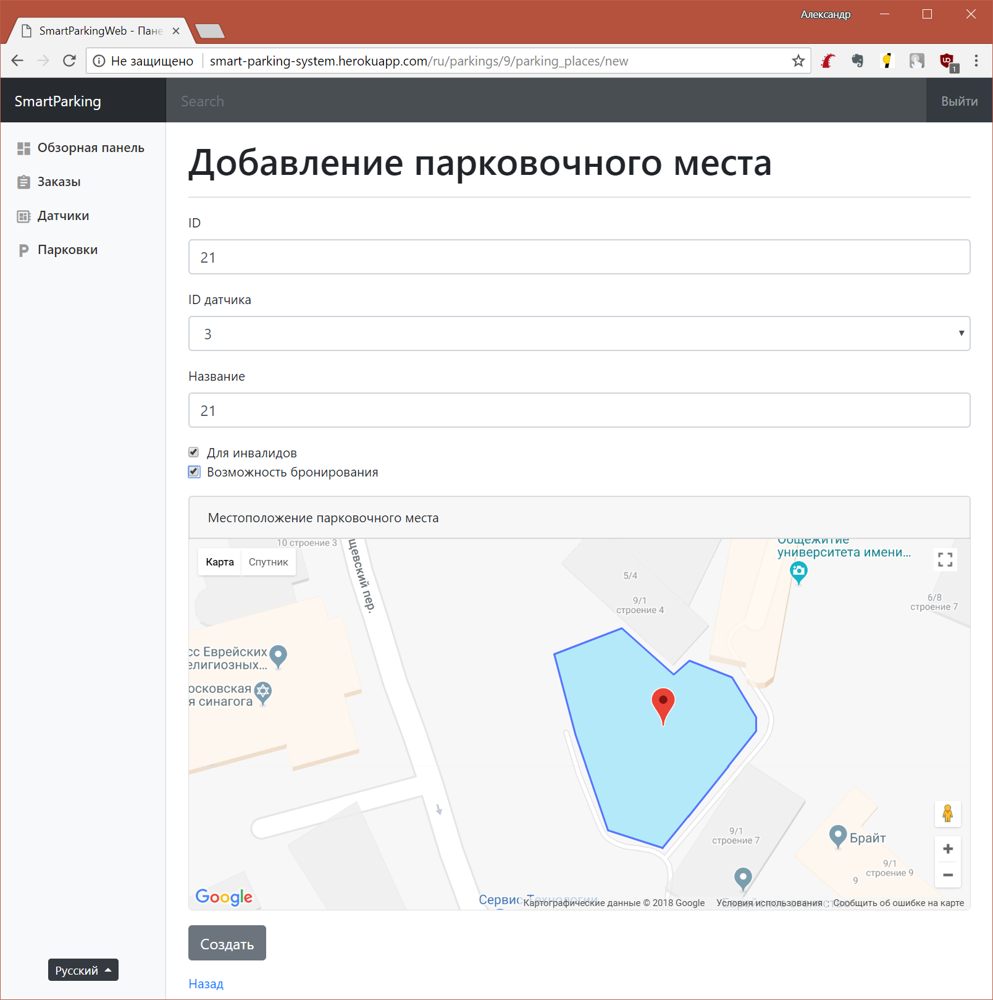 Александр
SmartParkingWeb - Пане
Не защищено
smart-parking-system.herokuapp.com/ru/parkings/9/parking_places/new
1
SmartParking
Search
Выйти
Обзорная панель
Заказы
Датчики
Парковки
Русский
Добавление парковочного места
ID
21
ID датчика
3
Название
21
Для инвалидов
Возможность бронирования
Местоположение парковочного места
Карта
Спутник
10 строение 3
щевский пер.
Общежитие
университета имени...
5/4
9/1
строение 4
6/8
строение 7
сс Еврейских
елигиозных...
осковская
я синагога
9/1
строение 7
Брайт
9/1
строение 9
9
Google
Сервис Технологии
Картографические данные © 2018 Google
Условия использования
Сообщить об ошибке на карте
Создать
Назад